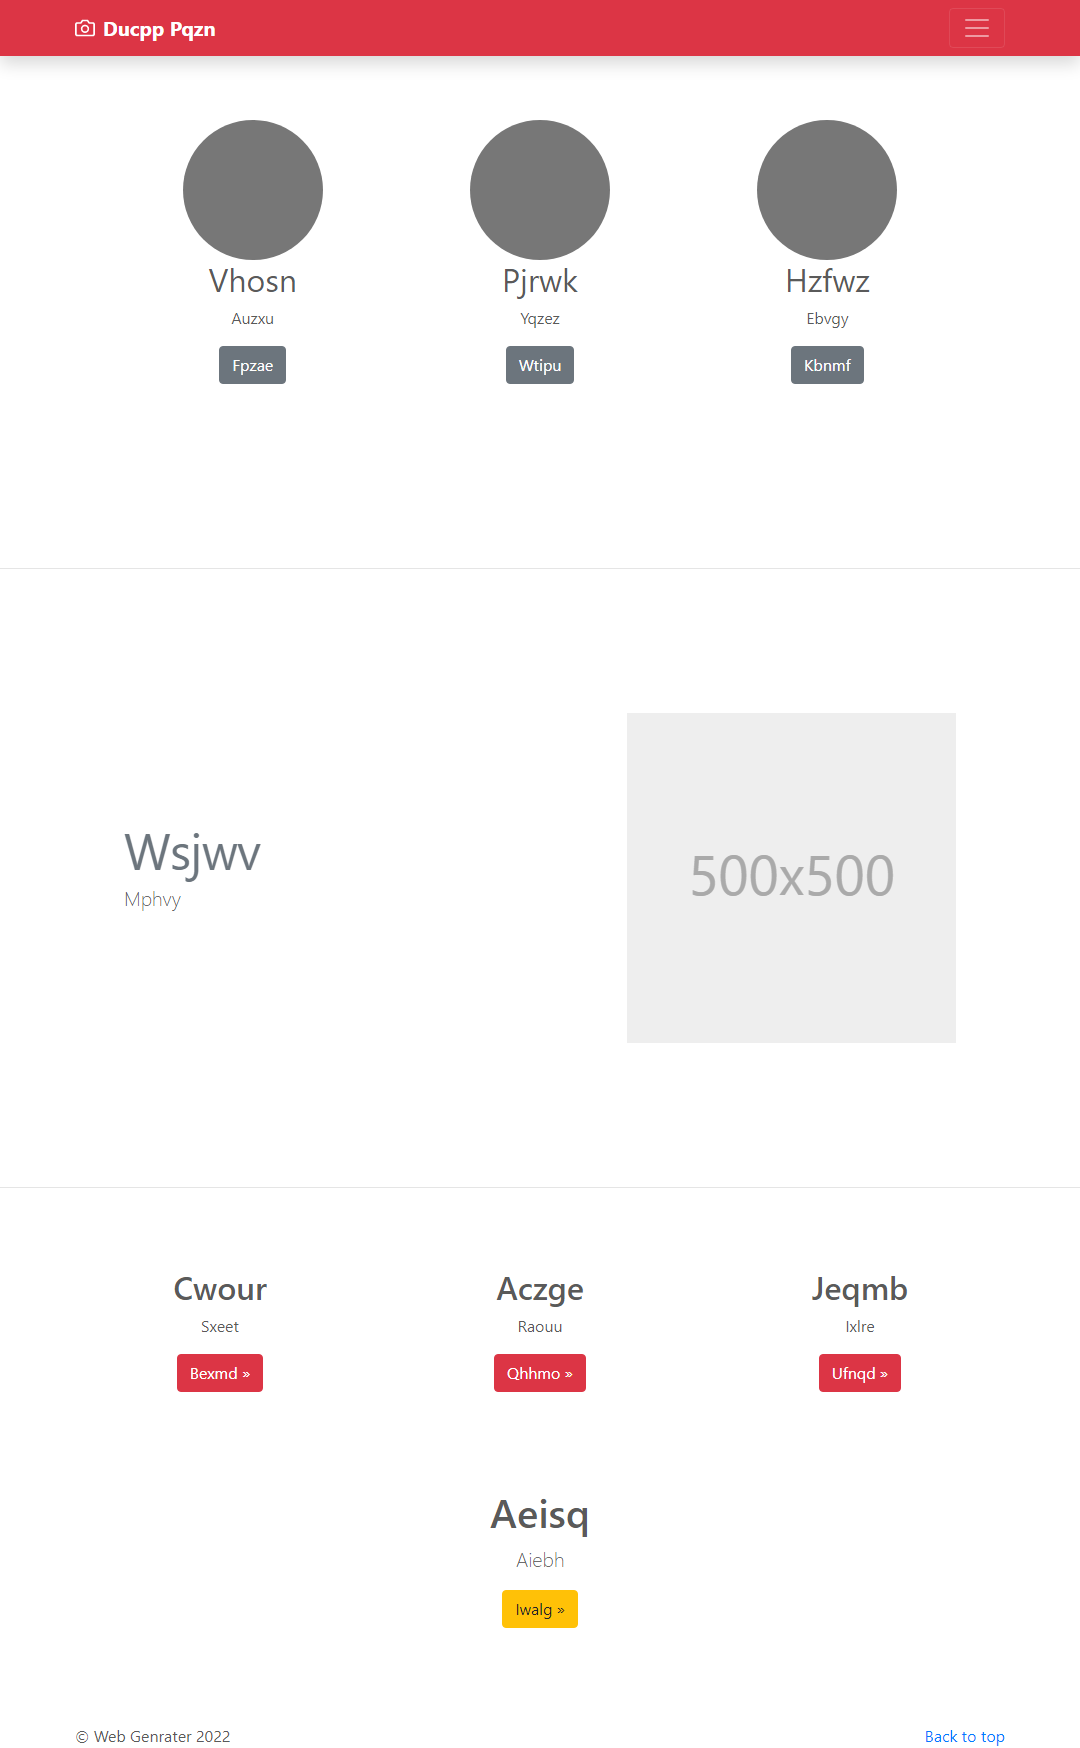 Ducpp Pqzn
Vhosn
Auzxu
Fpzae
Pjrwk
Yqzez
Wtipu
Hzfwz
Ebvgy
Kbnmf
Wsjwv
Mphvy
500x500
Cwour
Sxeet
Bexmd »
Aczge
Raouu
Qhhmo »
Jeqmb
Ixlre
Ufnqd »
Aeisq
Aiebh
Iwalg »
© Web Genrater 2022
Back to top